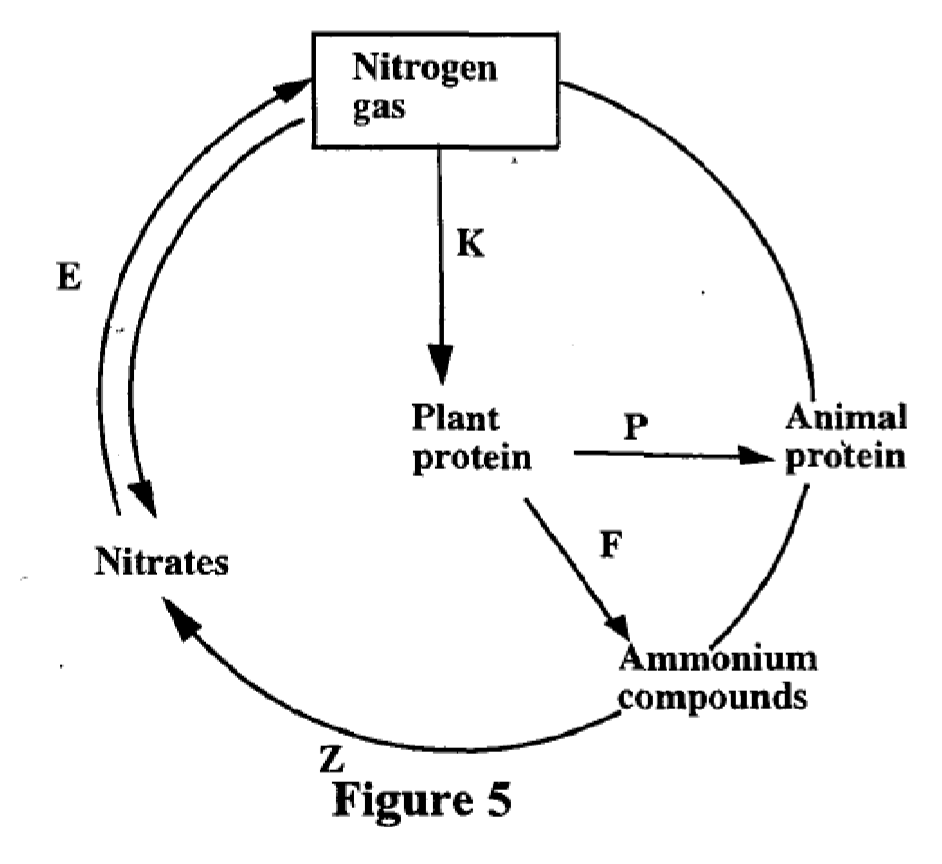 Nitrogen
gas
K
E
Plant
protein
P
Animal
protein
F
Nitrates
Ammonium
compounds
Z
Figure 5